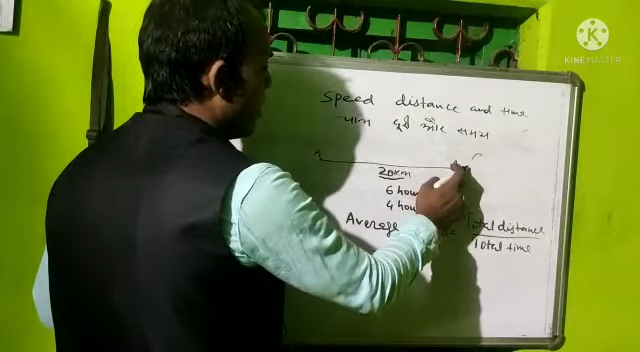 KINEMASTER
Speed distance and time
चाल दूरी और समय
A
20km
6 hou
4 hou
Average = Total distance
Total time